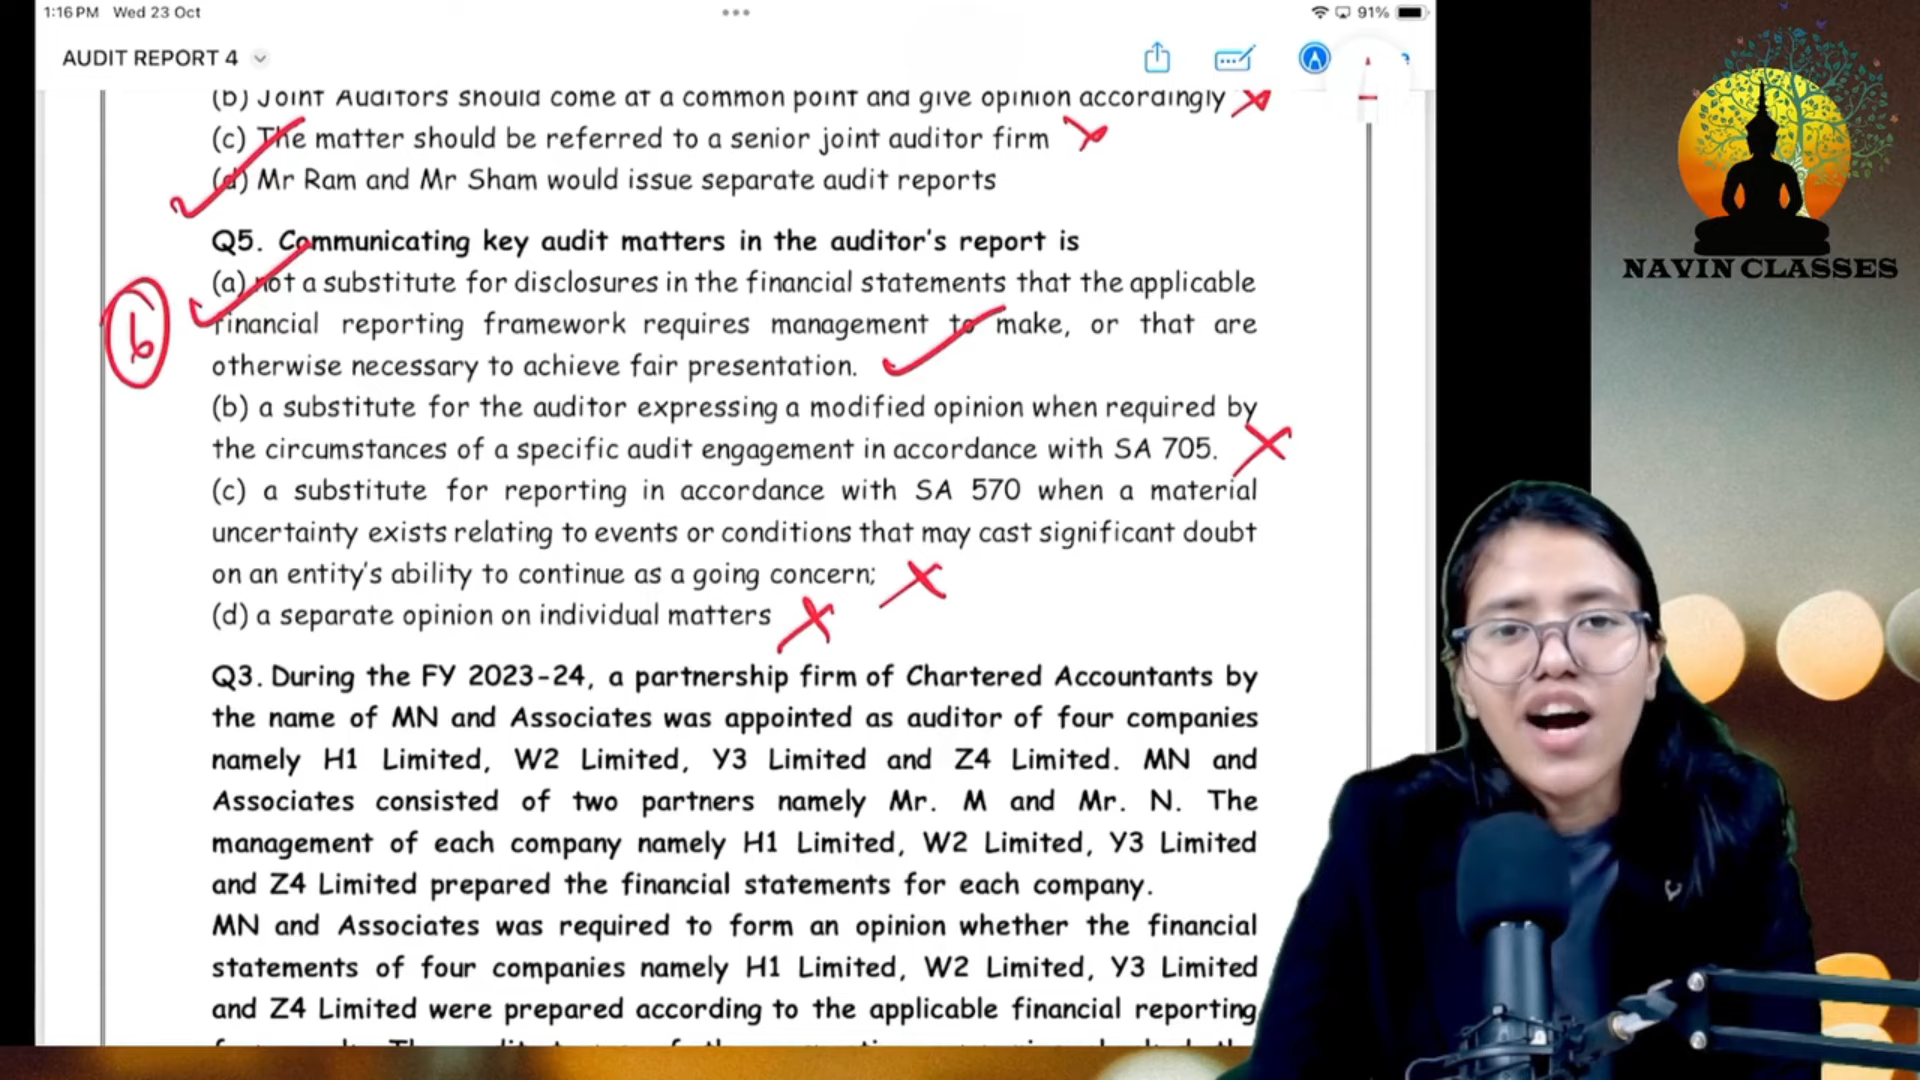 1:16 PM Wed 23 Oct
91%
AUDIT REPORT 4
(b) Joint Auditors should come at a common point and give opinion accordingly
(c) The matter should be referred to a senior joint auditor firm
(d) Mr Ram and Mr Sham would issue separate audit reports
Q5. Communicating key audit matters in the auditor's report is
(a) not a substitute for disclosures in the financial statements that the applicable
financial reporting framework requires management to make, or that are
otherwise necessary to achieve fair presentation.
(b) a substitute for the auditor expressing a modified opinion when required by
the circumstances of a specific audit engagement in accordance with SA 705.
(c) a substitute for reporting in accordance with SA 570 when a material
uncertainty exists relating to events or conditions that may cast significant doubt
on an entity's ability to continue as a going concern;
(d) a separate opinion on individual matters
6
Q3. During the FY 2023-24, a partnership firm of Chartered Accountants by
the name of MN and Associates was appointed as auditor of four companies
namely H1 Limited, W2 Limited, Y3 Limited and Z4 Limited. MN and
Associates consisted of two partners namely Mr. M and Mr. N. The
management of each company namely H1 Limited, W2 Limited, Y3 Limited
and Z4 Limited prepared the financial statements for each company.
MN and Associates was required to form an opinion whether the financial
statements of four companies namely H1 Limited, W2 Limited, Y3 Limited
and Z4 Limited were prepared according to the applicable financial reporting
NAVIN CLASSES